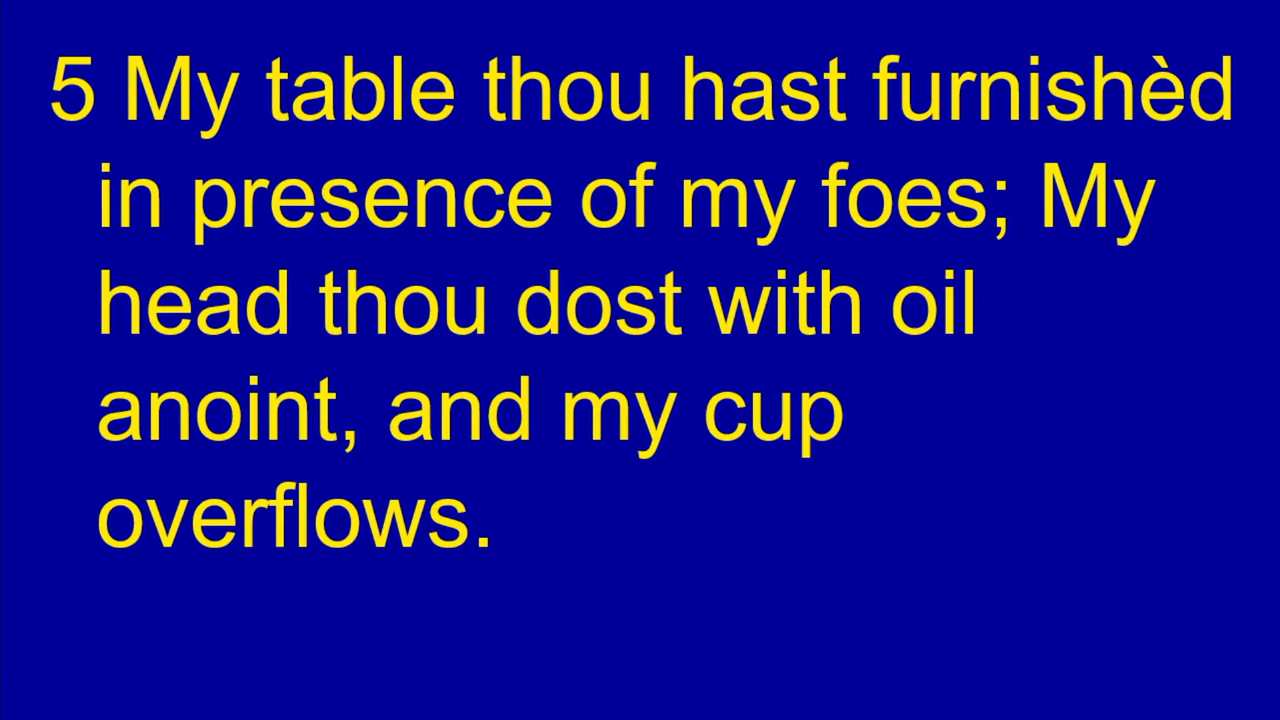 5 My table thou hast furnishèd
in presence of my foes; My
head thou dost with oil
anoint, and my cup
overflows.